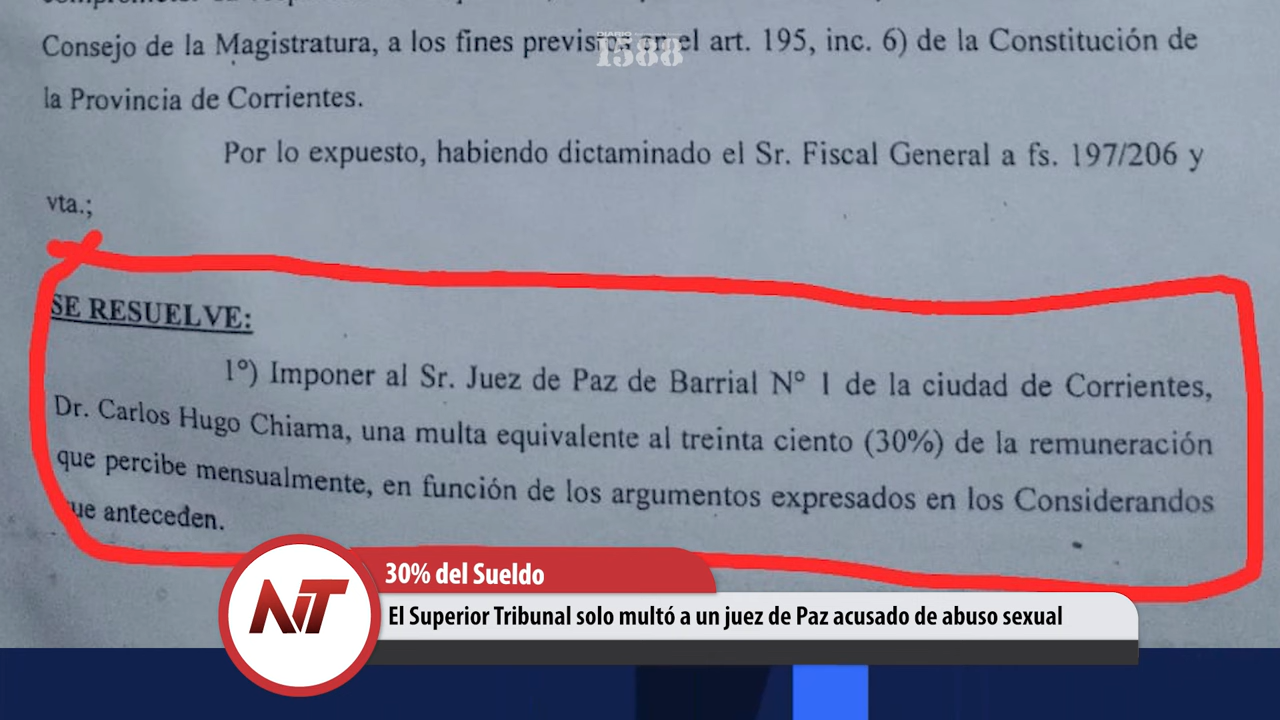 Consejo de la Magistratura, a los fines previstos en el art. 195, inc. 6) de la Constitución de
DIARIO
1588
la Provincia de Corrientes.
Por lo expuesto, habiendo dictaminado el Sr. Fiscal General a fs. 197/206 y
vta.;
SE RESUELVE:
1º) Imponer al Sr. Juez de Paz de Barrial Nº 1 de la ciudad de Corrientes,
Dr. Carlos Hugo Chiama, una multa equivalente al treinta ciento (30%) de la remuneración
que percibe mensualmente, en función de los argumentos expresados en los Considerandos
que anteceden.
NT
30% del Sueldo
El Superior Tribunal solo multó a un juez de Paz acusado de abuso sexual